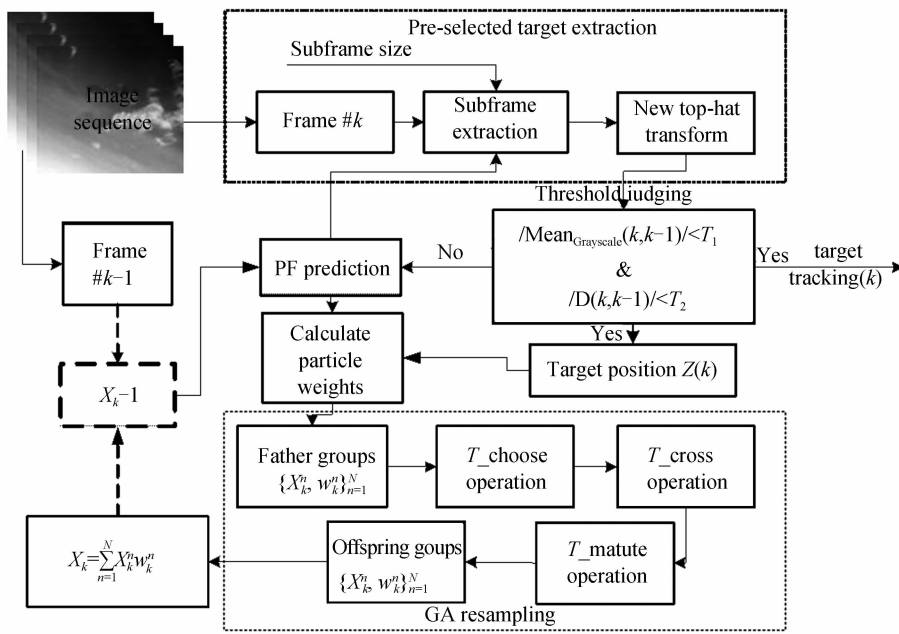 Pre-selected target extraction
Subframe size
Image
sequence
Frame #k
Subframe
extraction
New top-hat
transform
Threshold judging
Frame
#k−1
PF prediction
No
/Mean_Grayscale(k,k−1)/<T_1
&
/D(k,k−1)/<T_2
Yes
target
tracking(k)
Yes
Calculate
particle
weights
Target position Z(k)
X_k−1
Father groups
{X_k^n, w_k^n}_{n=1}^N
T_choose
operation
T_cross
operation
X_k=∑_{n=1}^N X_k^n w_k^n
Offspring goups
{X_k^n, w_k^n}_{n=1}^N
T_matute
operation
GA resampling